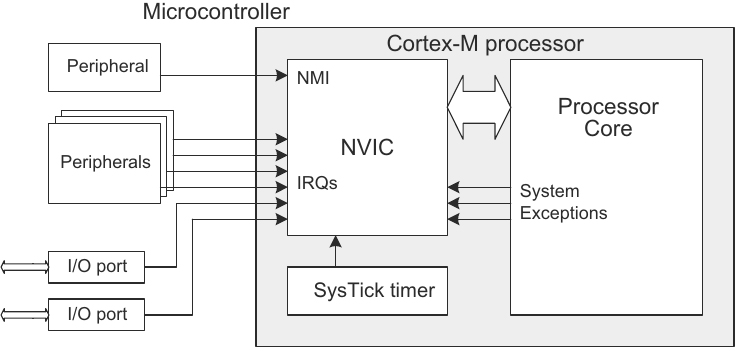 Microcontroller
Cortex-M processor
Peripheral
NMI
Processor
Core
NVIC
Peripherals
IRQs
System
Exceptions
I/O port
SysTick timer
I/O port